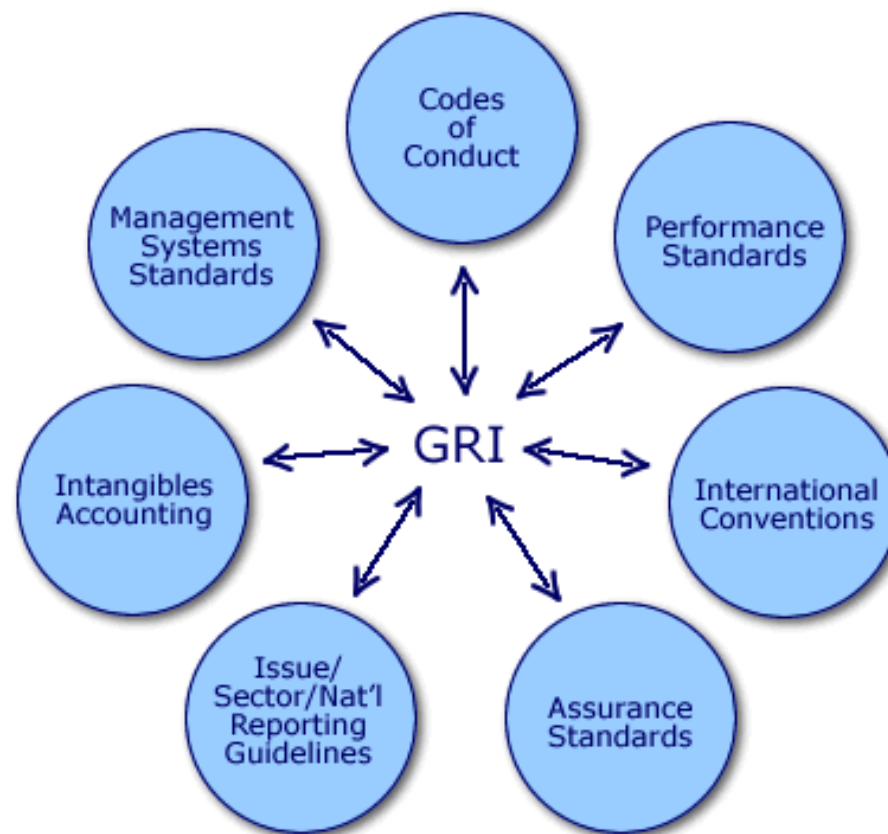 Codes
of
Conduct
Management
Systems
Standards
Performance
Standards
GRI
Intangibles
Accounting
International
Conventions
Issue/
Sector/Nat'l
Reporting
Guidelines
Assurance
Standards